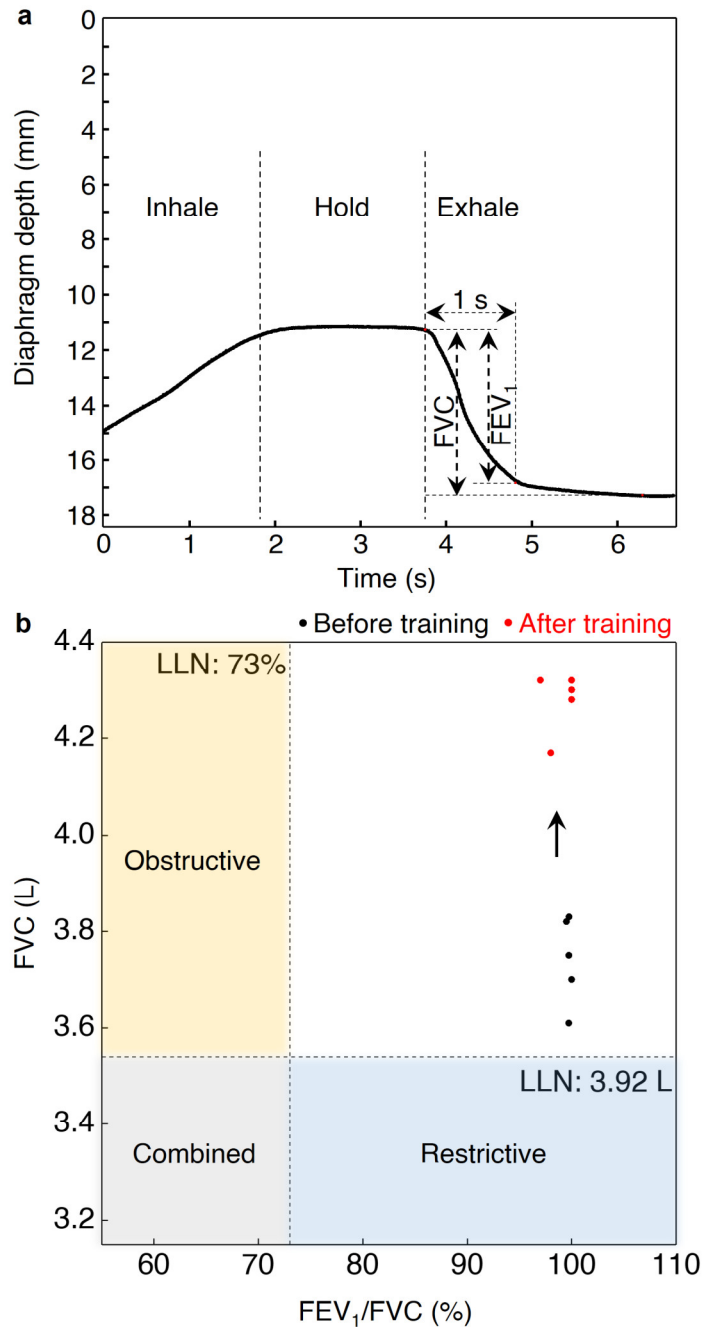 a
0
2
4
6
8
10
12
14
16
18
Diaphragm depth (mm)
Inhale
Hold
Exhale
1 s
FVC
FEV₁
0
1
2
3
4
5
6
Time (s)
b
• Before training • After training
4.4
4.2
4.0
3.8
3.6
3.4
3.2
FVC (L)
LLN: 73%
Obstructive
LLN: 3.92 L
Combined
Restrictive
60
70
80
90
100
110
FEV₁/FVC (%)